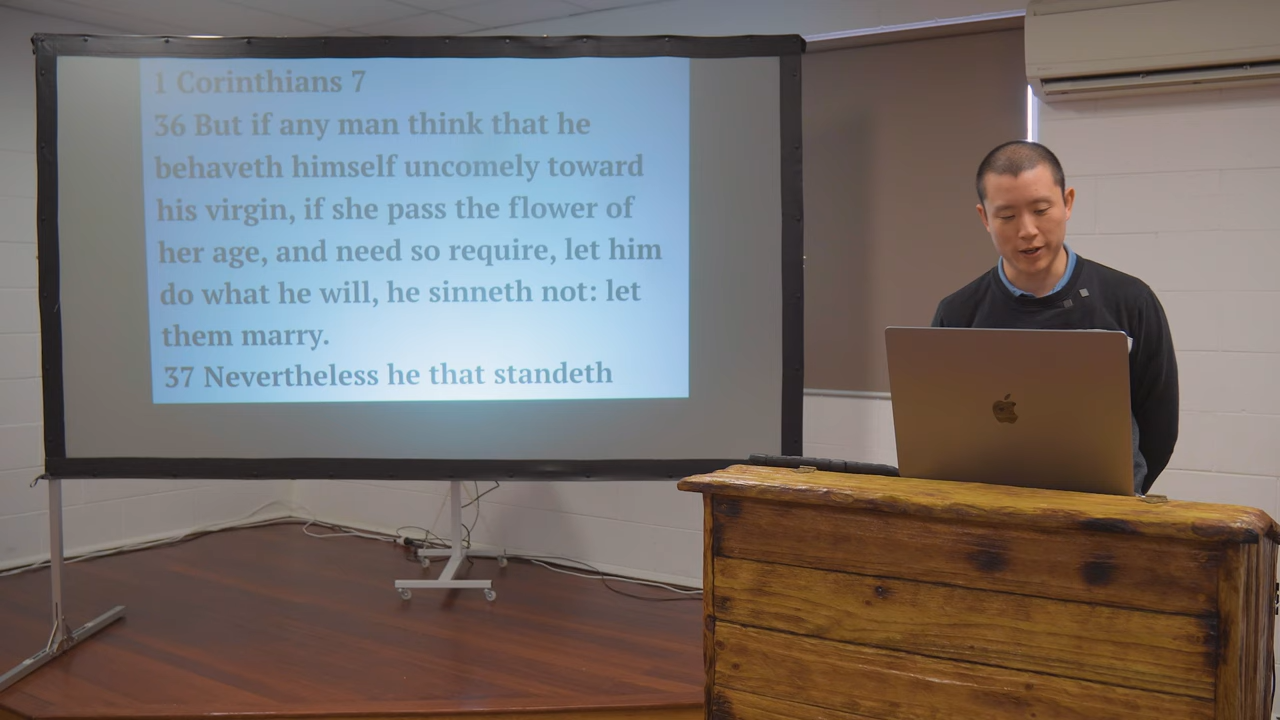 1 Corinthians 7
36 But if any man think that he
behaveth himself uncomely toward
his virgin, if she pass the flower of
her age, and need so require, let him
do what he will, he sinneth not: let
them marry.
37 Nevertheless he that standeth